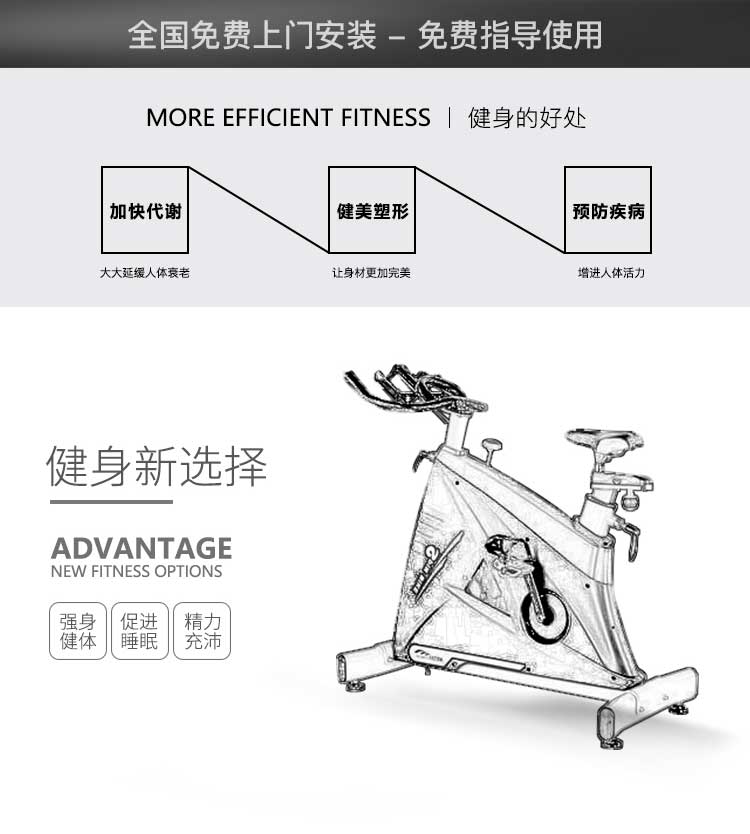 全国免费上门安装 – 免费指导使用
MORE EFFICIENT FITNESS | 健身的好处
加快代谢
健美塑形
预防疾病
大大延缓人体衰老
让身材更加完美
增进人体活力
健身新选择
ADVANTAGE
NEW FITNESS OPTIONS
强身
健体
促进
睡眠
精力
充沛